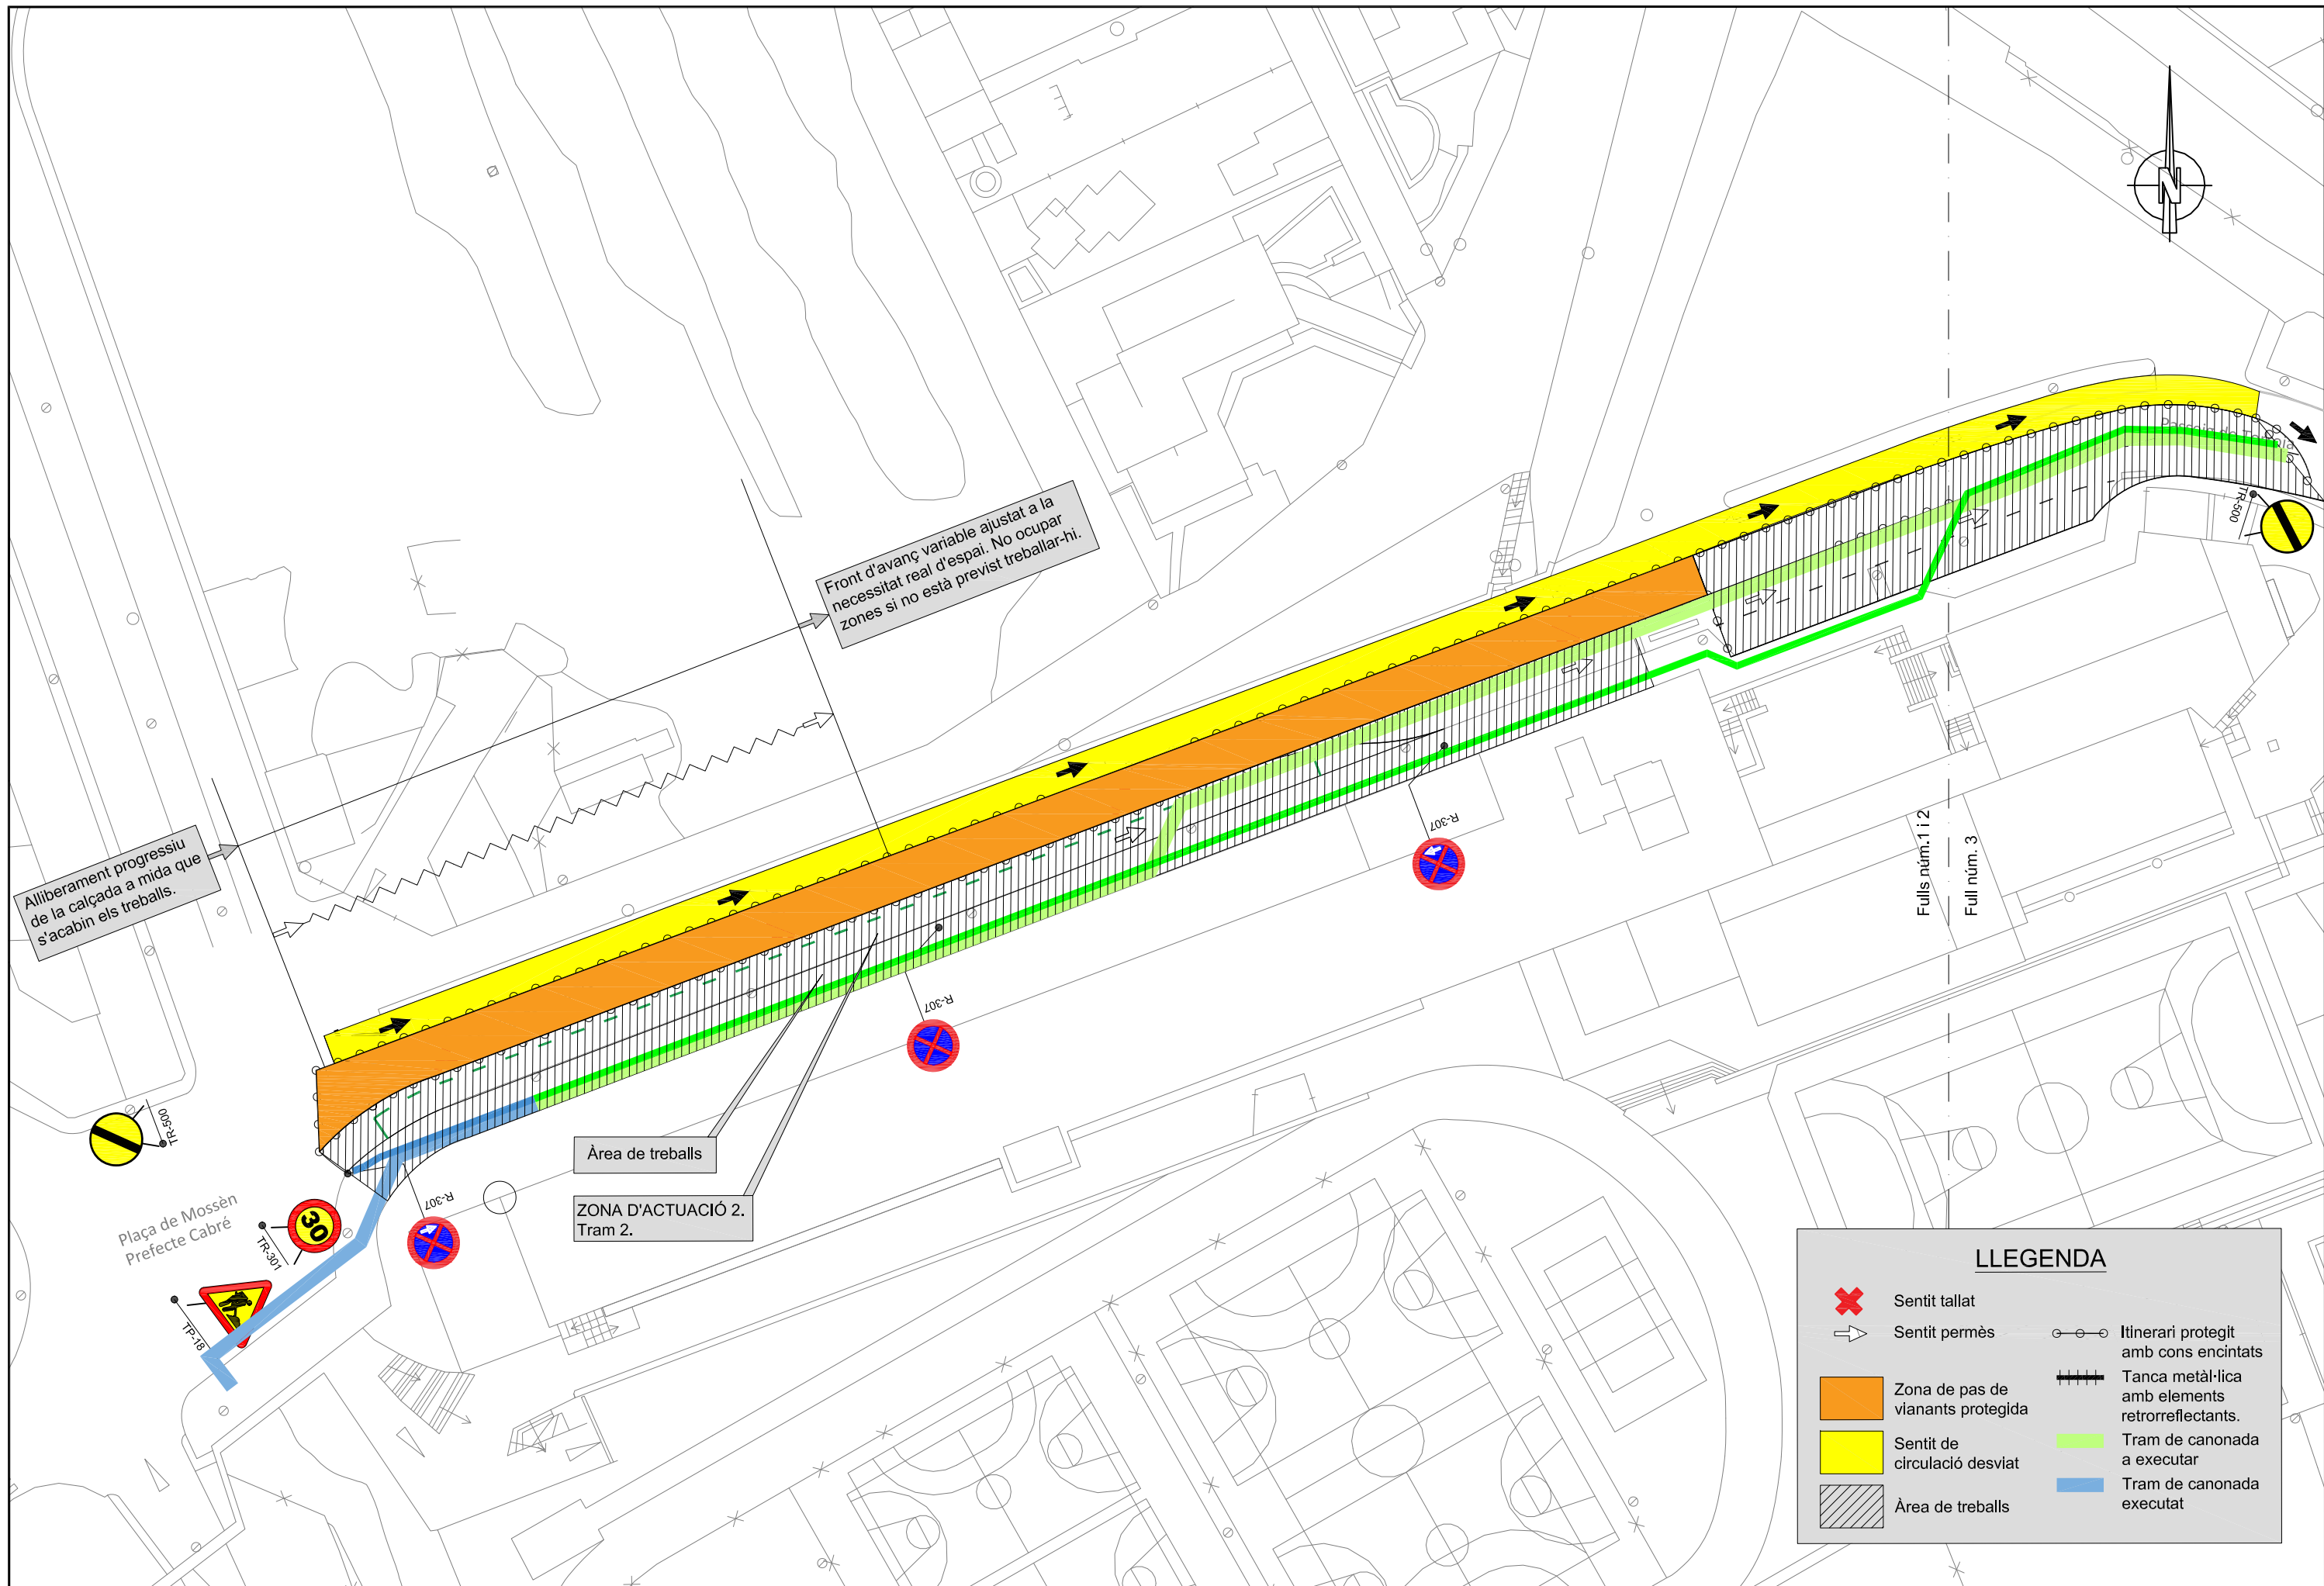 Front d'avanç variable ajustat a la
necessitat real d'espai. No ocupar
zones si no està previst treballar-hi.
Alliberament progressiu
de la calçada a mida que
s'acabin els treballs.
N
TR-500
R-307
R-307
R-307
TR-500
Fulls núm.1 i 2
Full núm. 3
Àrea de treballs
ZONA D'ACTUACIÓ 2.
Tram 2.
Plaça de Mossèn
Prefecte Cabré
30
TR-301
TP-18
LLEGENDA
Sentit tallat
Sentit permès
Zona de pas de
vianants protegida
Sentit de
circulació desviat
Àrea de treballs
Itinerari protegit
amb cons encintats
Tanca metàl·lica
amb elements
retrorreflectants.
Tram de canonada
a executar
Tram de canonada
executat